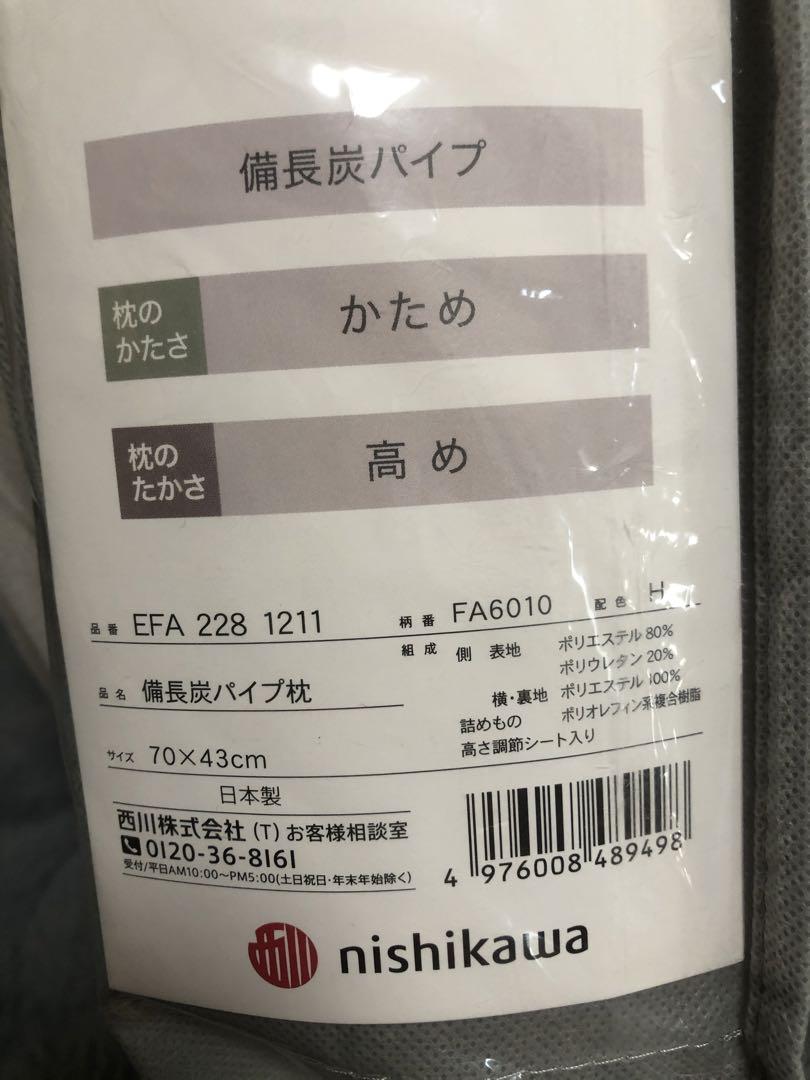 備長炭パイプ
枕の
かたさ
かため
枕の
たかさ
高め
品番 EFA 228 1211
柄番 FA6010 配色 H
組成 側 表地 ポリエステル 80%
ポリウレタン 20%
横・裏地 ポリエステル 100%
詰めもの ポリオレフィン系複合樹脂
高さ調節シート入り
品名 備長炭パイプ枕
サイズ 70×43cm
日本製
西川株式会社 (T) お客様相談室
0120-36-8161
受付/平日AM10:00〜PM5:00(土日祝日・年末年始除く)
4 976008 489498
西川 nishikawa